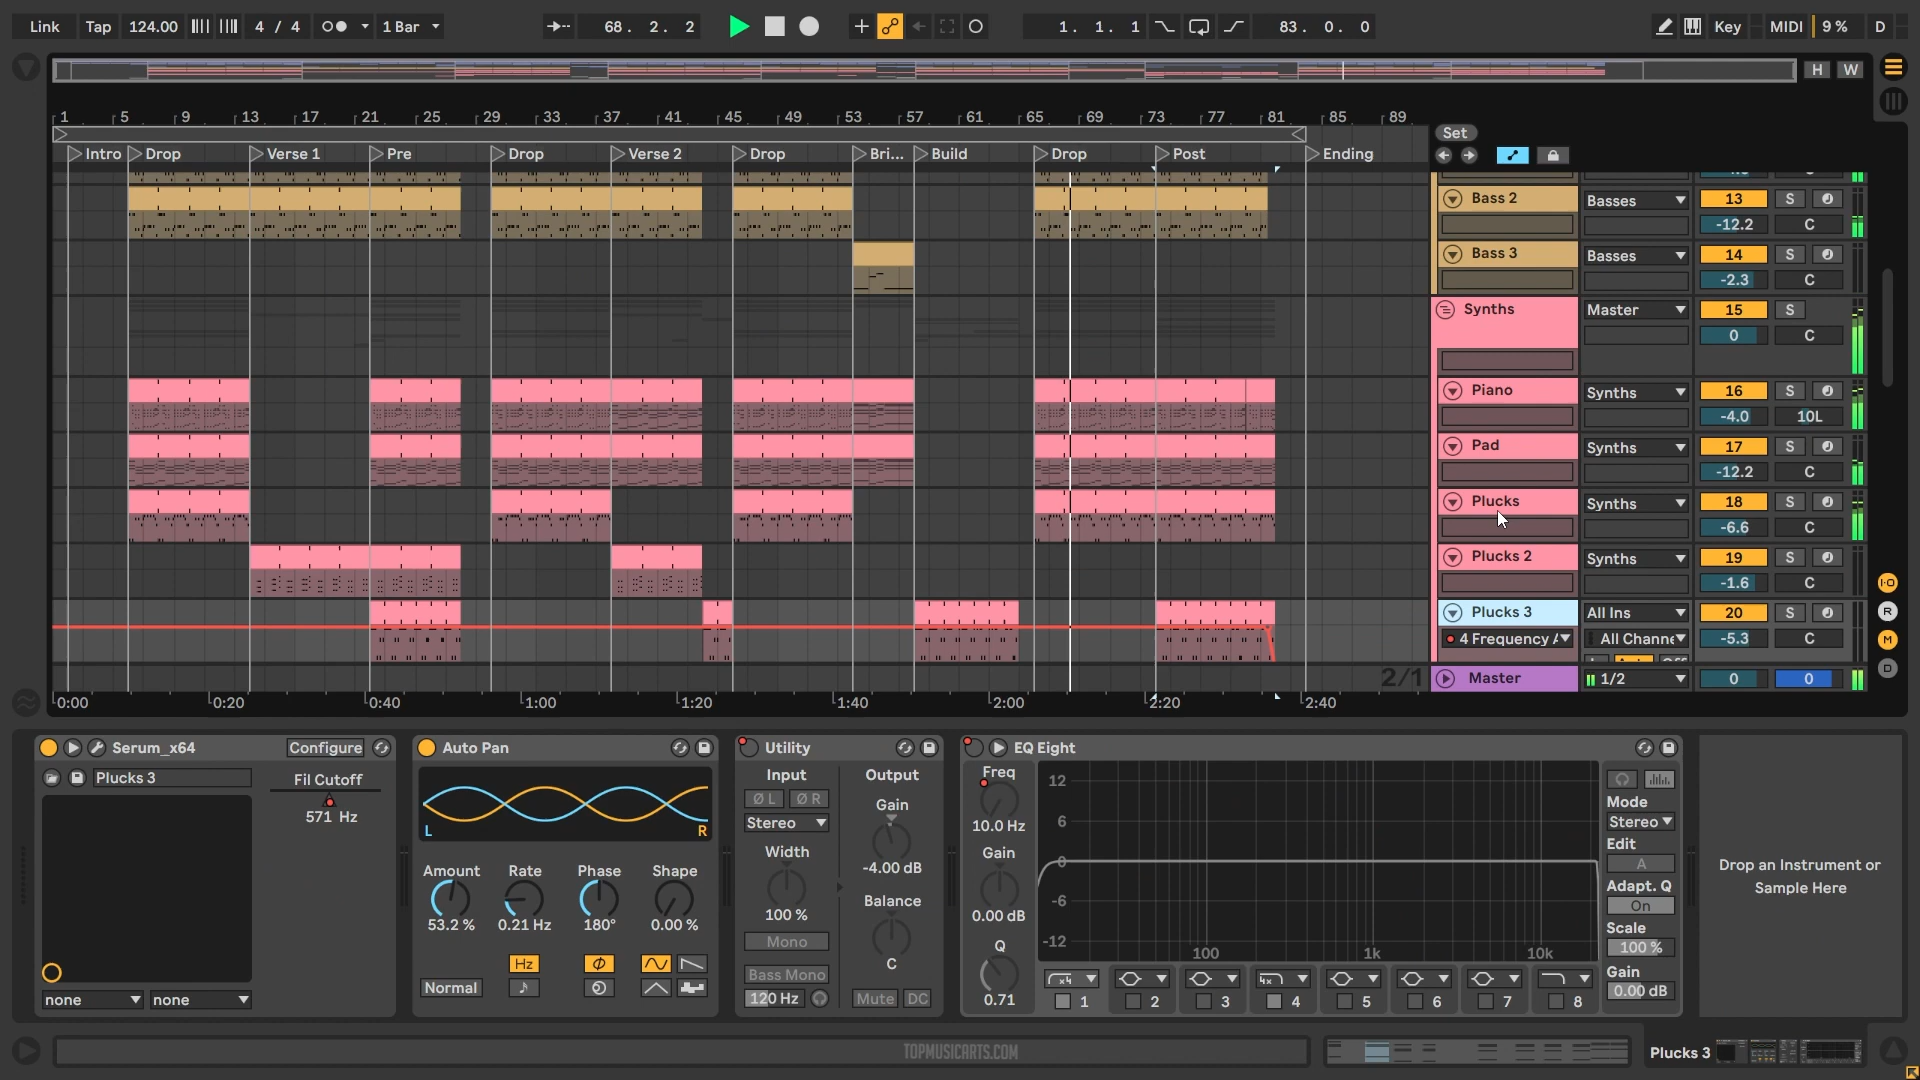 Link Tap 124.00 4 / 4 1 Bar 68. 2. 2 1. 1. 1 83. 0. 0 Key MIDI 9 % D
H W
1 5 9 13 17 21 25 29 33 37 41 45 49 53 57 61 65 69 73 77 81 85 89
Set
Intro Drop Verse 1 Pre Drop Verse 2 Drop Bri... Build Drop Post Ending
Bass 2 Basses 13 S
-12.2 C
Bass 3 Basses 14 S
-2.3 C
Synths Master 15 S
0 C
Piano Synths 16 S
-4.0 10L
Pad Synths 17 S
-12.2 C
Plucks Synths 18 S
-6.6 C
Plucks 2 Synths 19 S
-1.6 C
Plucks 3 All Ins 20 S
4 Frequency All Channe -5.3 C
2/1 Master 1/2 0 0
0:00 0:20 0:40 1:00 1:20 1:40 2:00 2:20 2:40
I·O
R
M
D
Serum_x64 Configure
Plucks 3
Fil Cutoff
571 Hz
none none
Auto Pan
L R
Amount Rate Phase Shape
53.2 % 0.21 Hz 180° 0.00 %
Hz
Normal
Utility
Input Output
Ø L Ø R Gain
Stereo
Width -4.00 dB
100 % Balance
Mono C
Bass Mono
120 Hz Mute DC
EQ Eight
Freq
10.0 Hz
Gain
0.00 dB
Q
0.71
12
6
0
-6
-12
100 1k 10k
x4 x4
1 2 3 4 5 6 7 8
Mode
Stereo
Edit
A
Adapt. Q
On
Scale
100 %
Gain
0.00 dB
Drop an Instrument or
Sample Here
TOPMUSICARTS.COM
Plucks 3